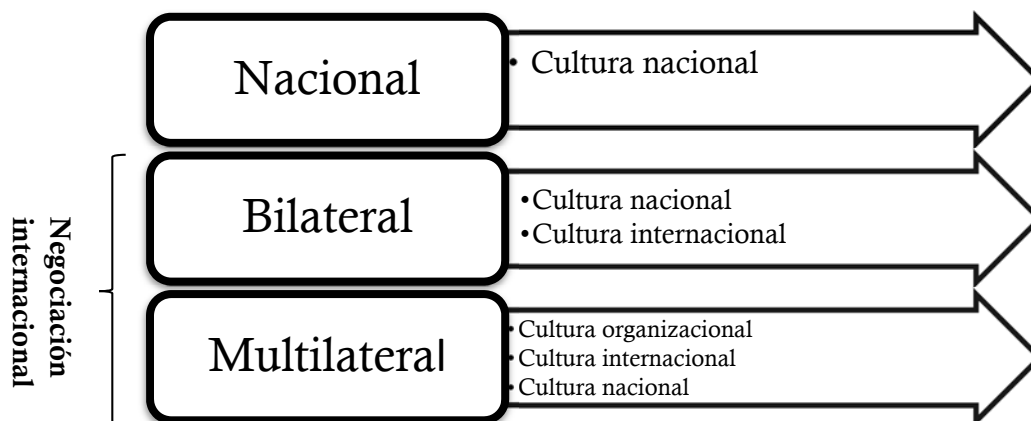 Nacional
• Cultura nacional
Negociación
internacional
Bilateral
•Cultura nacional
•Cultura internacional
Multilateral
•Cultura organizacional
•Cultura internacional
•Cultura nacional